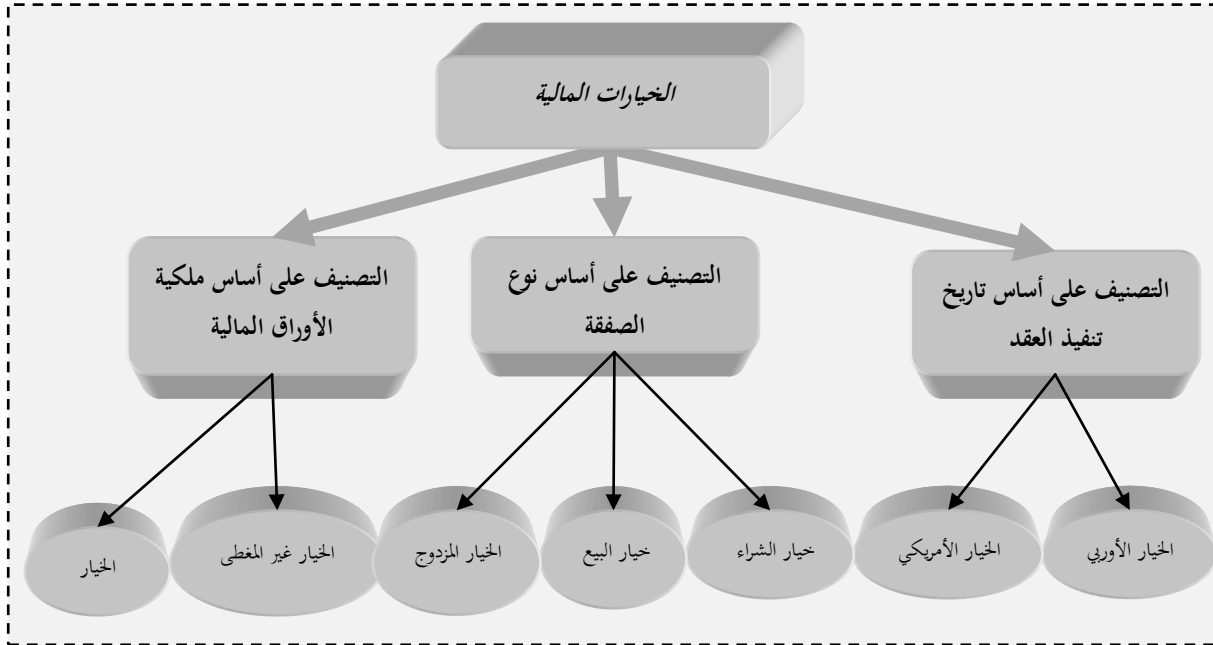 الخيارات المالية
التصنيف على أساس تاريخ
تنفيذ العقد
التصنيف على أساس نوع
الصفقة
التصنيف على أساس ملكية
الأوراق المالية
الخيار الأوربي
الخيار الأمريكي
خيار الشراء
خيار البيع
الخيار المزدوج
الخيار غير المغطى
الخيار